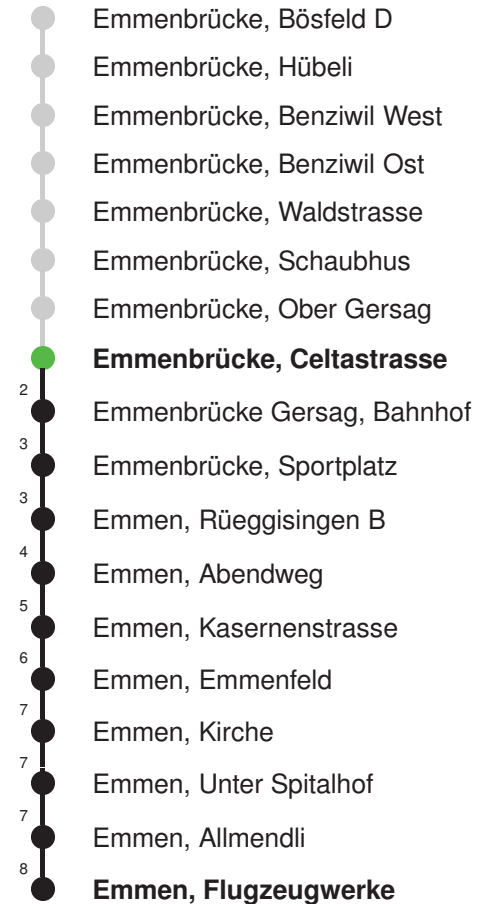 Emmenbrücke, Bösfeld D
Emmenbrücke, Hübeli
Emmenbrücke, Benziwil West
Emmenbrücke, Benziwil Ost
Emmenbrücke, Waldstrasse
Emmenbrücke, Schaubhus
Emmenbrücke, Ober Gersag
Emmenbrücke, Celtastrasse
2 Emmenbrücke Gersag, Bahnhof
3 Emmenbrücke, Sportplatz
3 Emmen, Rüeggisingen B
4 Emmen, Abendweg
5 Emmen, Kasernenstrasse
6 Emmen, Emmenfeld
7 Emmen, Kirche
7 Emmen, Unter Spitalhof
7 Emmen, Allmendli
8 Emmen, Flugzeugwerke